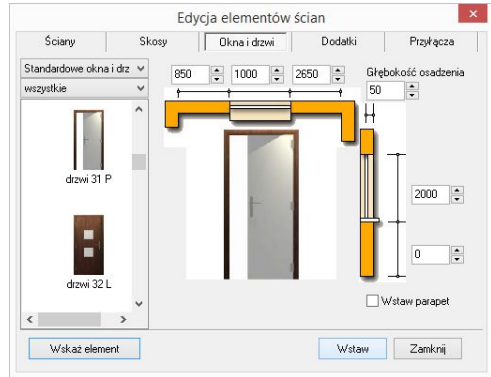 Edycja elementów ścian
Ściany Skosy Okna i drzwi Dodatki Przyłącza
Standardowe okna i drz
wszystkie
850 1000 2650
Głębokość osadzenia
50
drzwi 31 P
drzwi 32 L
2000
0
Wstaw parapet
Wskaż element Wstaw Zamknij